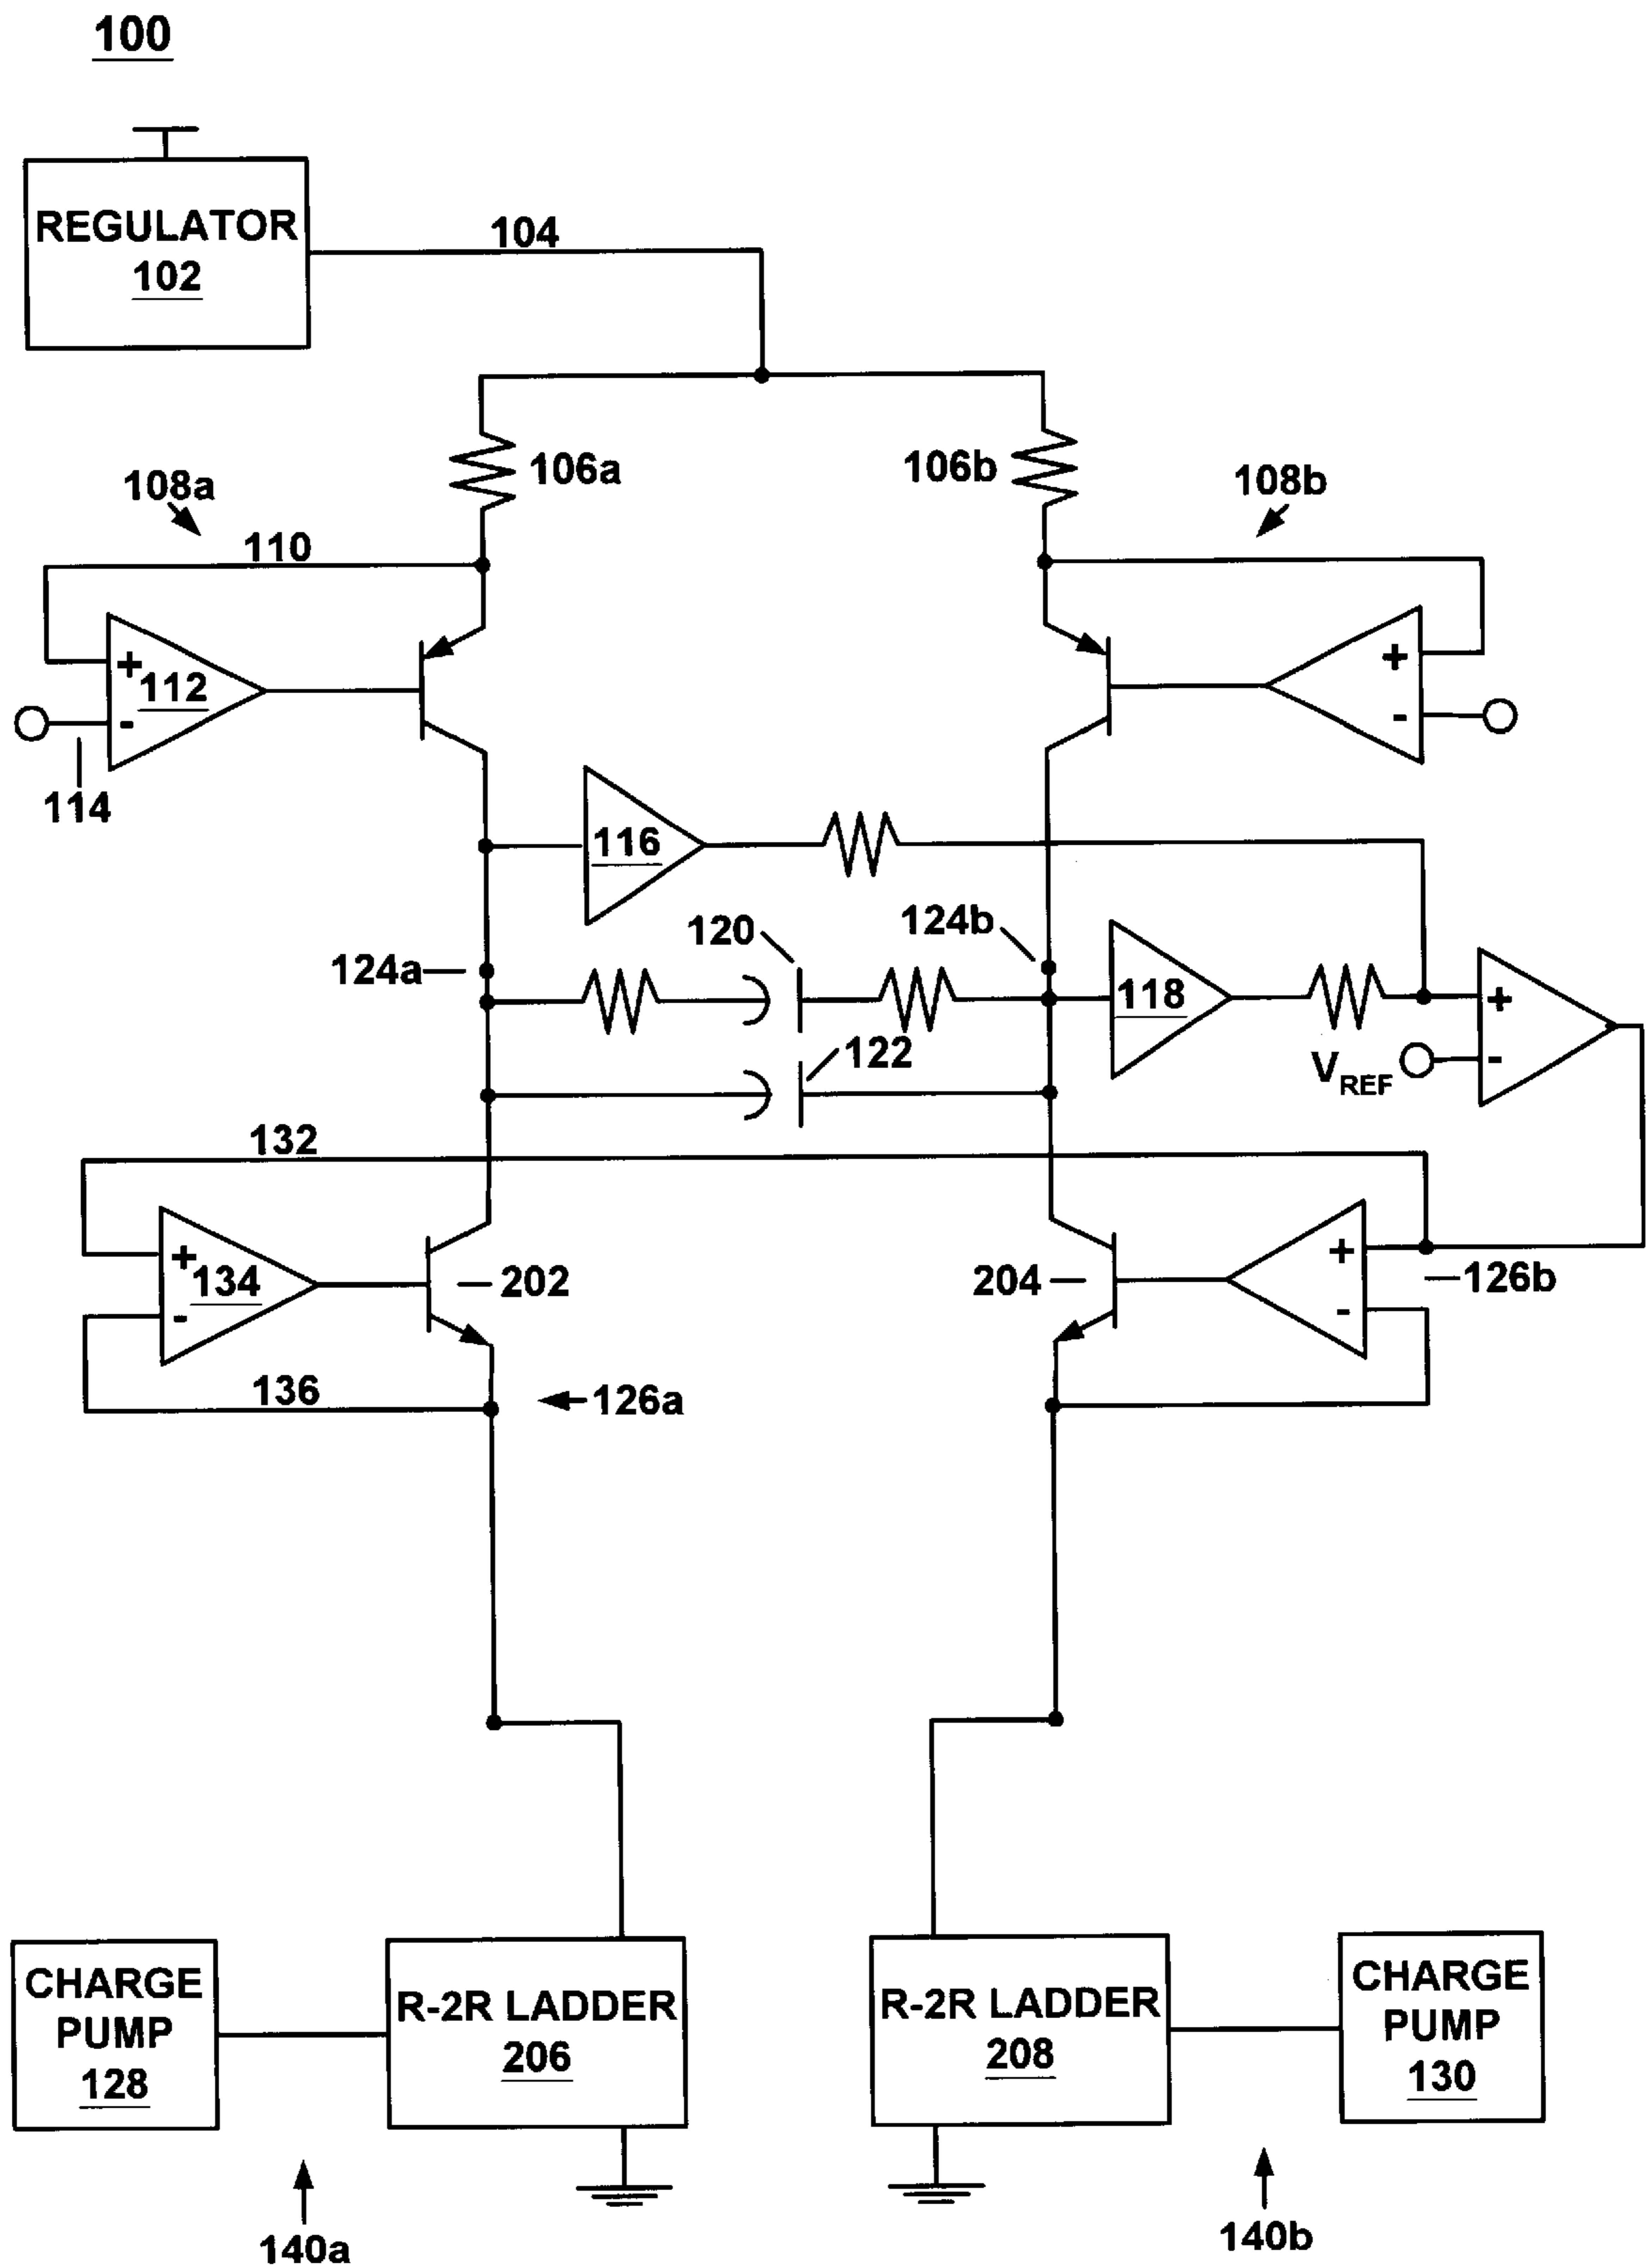 100
REGULATOR
102
104
106a
106b
108a
108b
110
+
112
-
114
+
-
116
120
124b
124a
118
+
122
VREF
-
132
+
134
-
202
204
+
-
126b
136
126a
CHARGE
PUMP
128
R-2R LADDER
206
R-2R LADDER
208
CHARGE
PUMP
130
140a
140b